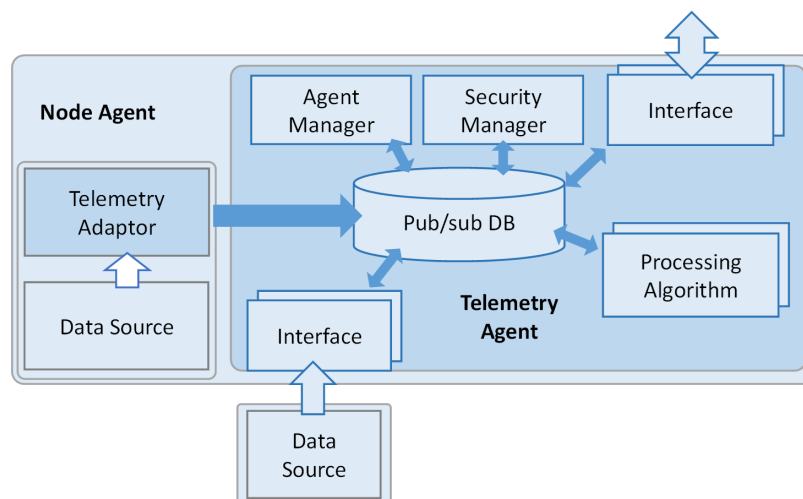 Node Agent
Agent
Manager
Security
Manager
Interface
Telemetry
Adaptor
Pub/sub DB
Processing
Algorithm
Data Source
Telemetry
Agent
Interface
Data
Source